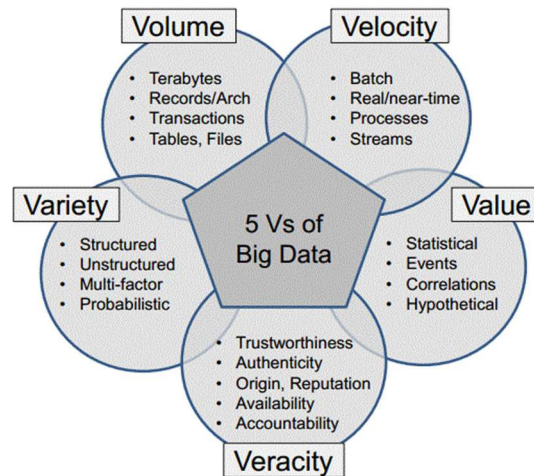 Volume
• Terabytes
• Records/Arch
• Transactions
• Tables, Files
Velocity
• Batch
• Real/near-time
• Processes
• Streams
Variety
• Structured
• Unstructured
• Multi-factor
• Probabilistic
5 Vs of
Big Data
Value
• Statistical
• Events
• Correlations
• Hypothetical
• Trustworthiness
• Authenticity
• Origin, Reputation
• Availability
• Accountability
Veracity